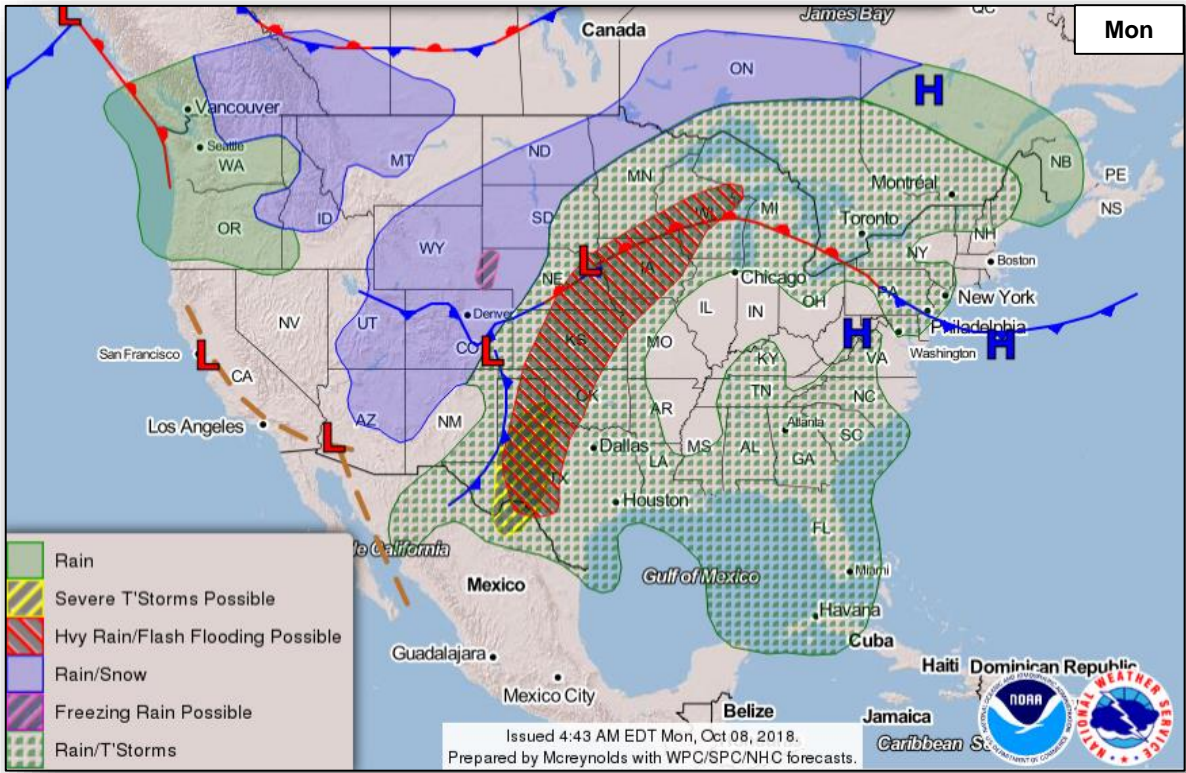 James Bay
QC
Mon
Canada
L
ON
H
Vancouver
Seattle
WA
MT
ND
MN
NB
PE
Montréal
NS
ID
SD
WI
MI
OR
Toronto
NH
WY
NY
Boston
L
IA
NE
Chicago
PA
New York
NV
UT
Denver
IL
IN
OH
Philadelphia
H
H
San Francisco
L
CA
CO
L
KS
MO
KY
VA
Washington
TN
OK
NC
Los Angeles
AZ
NM
AR
Atlanta
SC
L
Dallas
MS
AL
GA
LA
TX
Houston
FL
le California
Mexico
Gulf of Mexico
Miami
Havana
Cuba
Guadalajara
Mexico City
Haiti
Dominican Republic
Belize
Jamaica
Caribbean Se
Rain
Severe T'Storms Possible
Hvy Rain/Flash Flooding Possible
Rain/Snow
Freezing Rain Possible
Rain/T'Storms
Issued 4:43 AM EDT Mon, Oct 08, 2018.
Prepared by Mcreynolds with WPC/SPC/NHC forecasts.
NOAA
NATIONAL WEATHER SERVICE